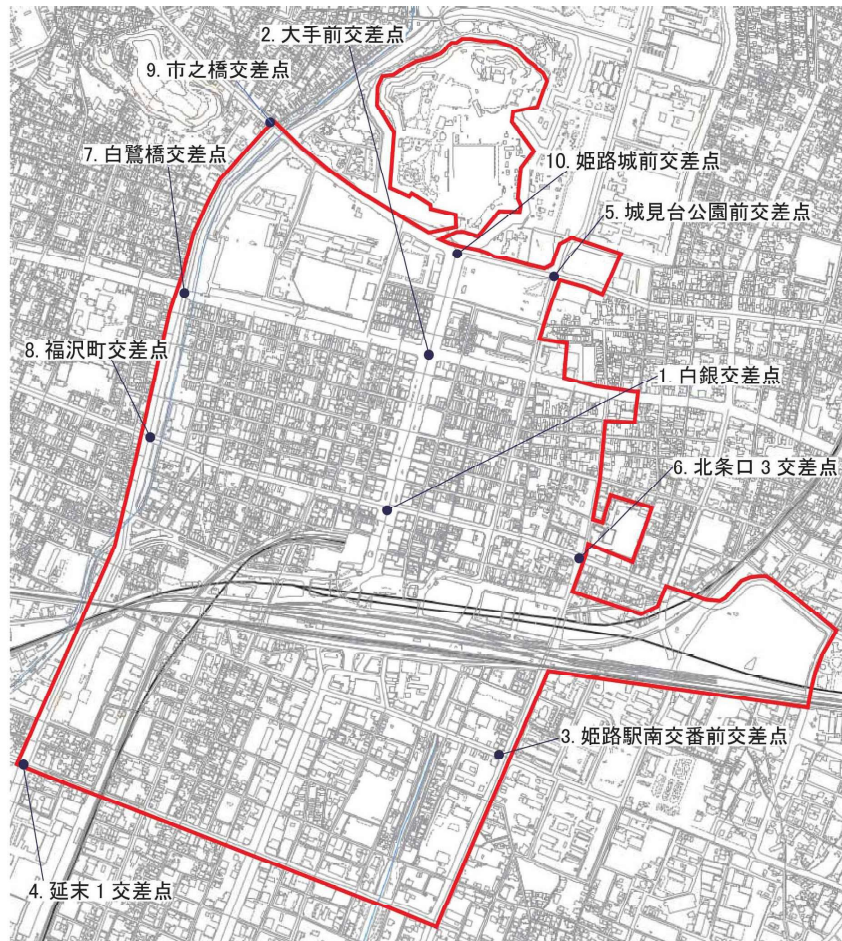 2. 大手前交差点
9. 市之橋交差点
7. 白鷺橋交差点
10. 姫路城前交差点
5. 城見台公園前交差点
8. 福沢町交差点
1. 白銀交差点
6. 北条口 3 交差点
3. 姫路駅南交番前交差点
4. 延末 1 交差点